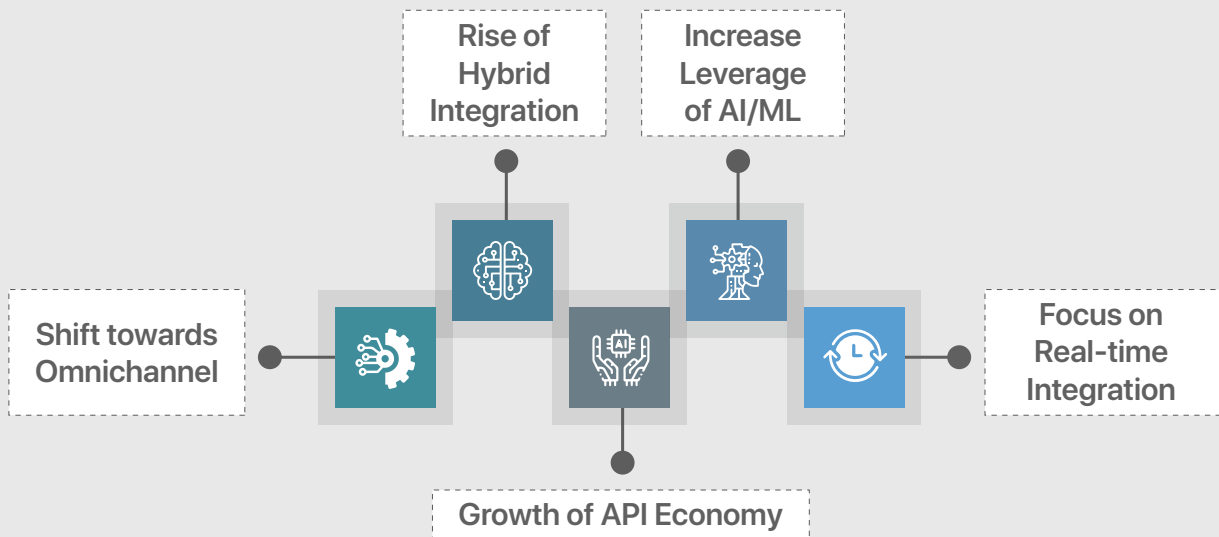 Rise of
Hybrid
Integration
Increase
Leverage
of AI/ML
Shift towards
Omnichannel
AI
Focus on
Real-time
Integration
Growth of API Economy